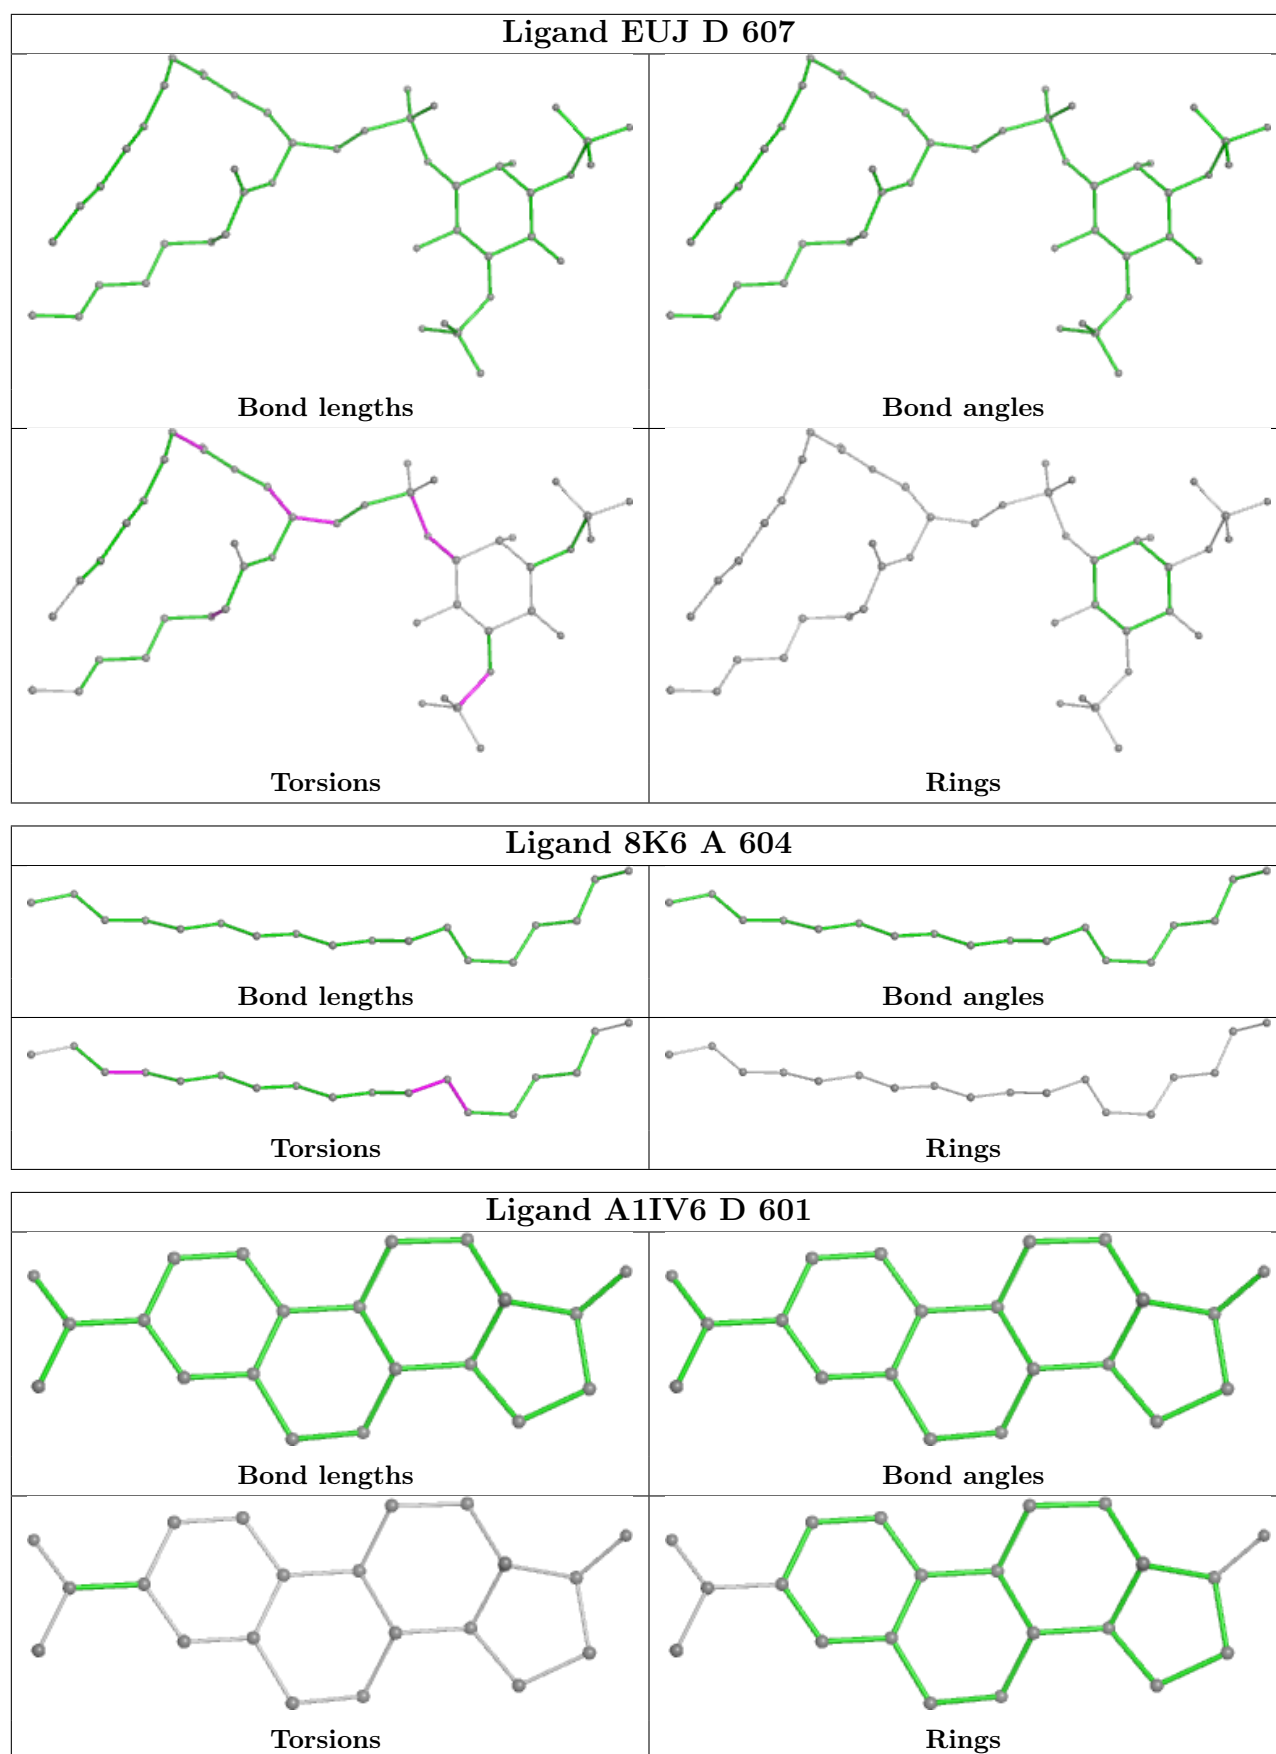 Ligand EUJ D 607
Bond lengths
Bond angles
Torsions
Rings
Ligand 8K6 A 604
Bond lengths
Bond angles
Torsions
Rings
Ligand A1IV6 D 601
Bond lengths
Bond angles
Torsions
Rings